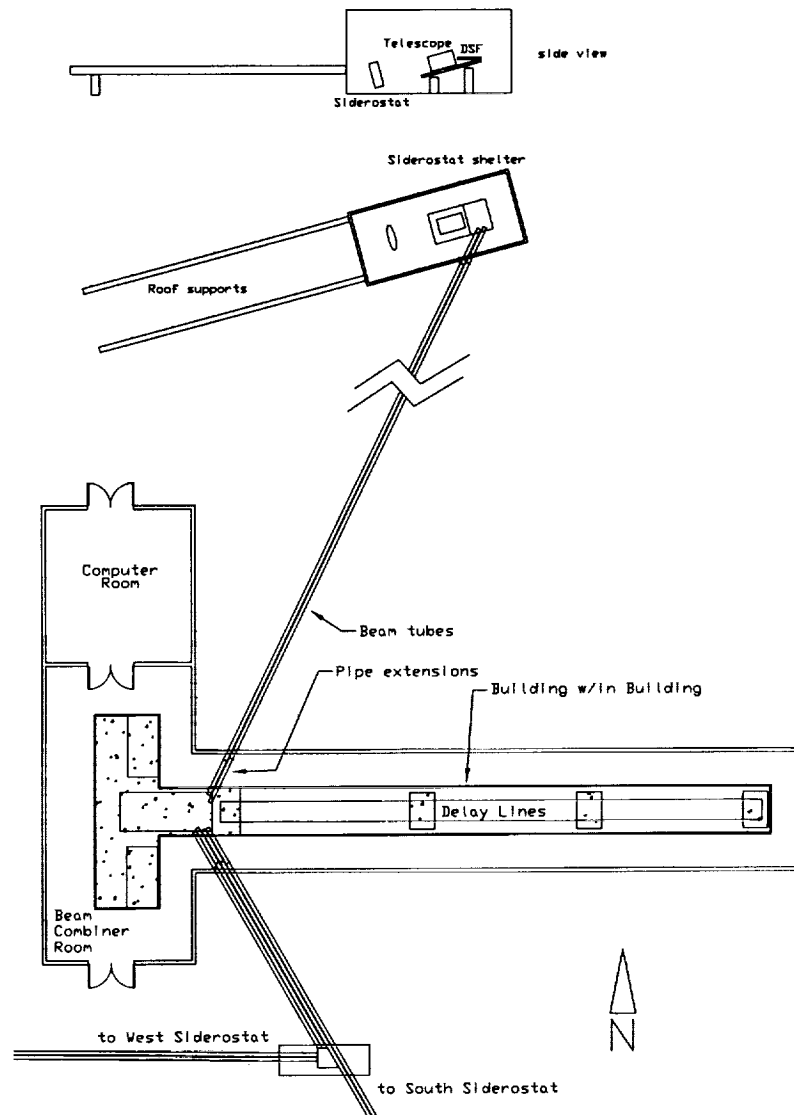 Telescope
DSF
side view
Siderostat
Siderostat shelter
Roof supports
Computer
Room
Beam tubes
Pipe extensions
Building w/in Building
Delay Lines
Beam
Combiner
Room
N
to West Siderostat
to South Siderostat